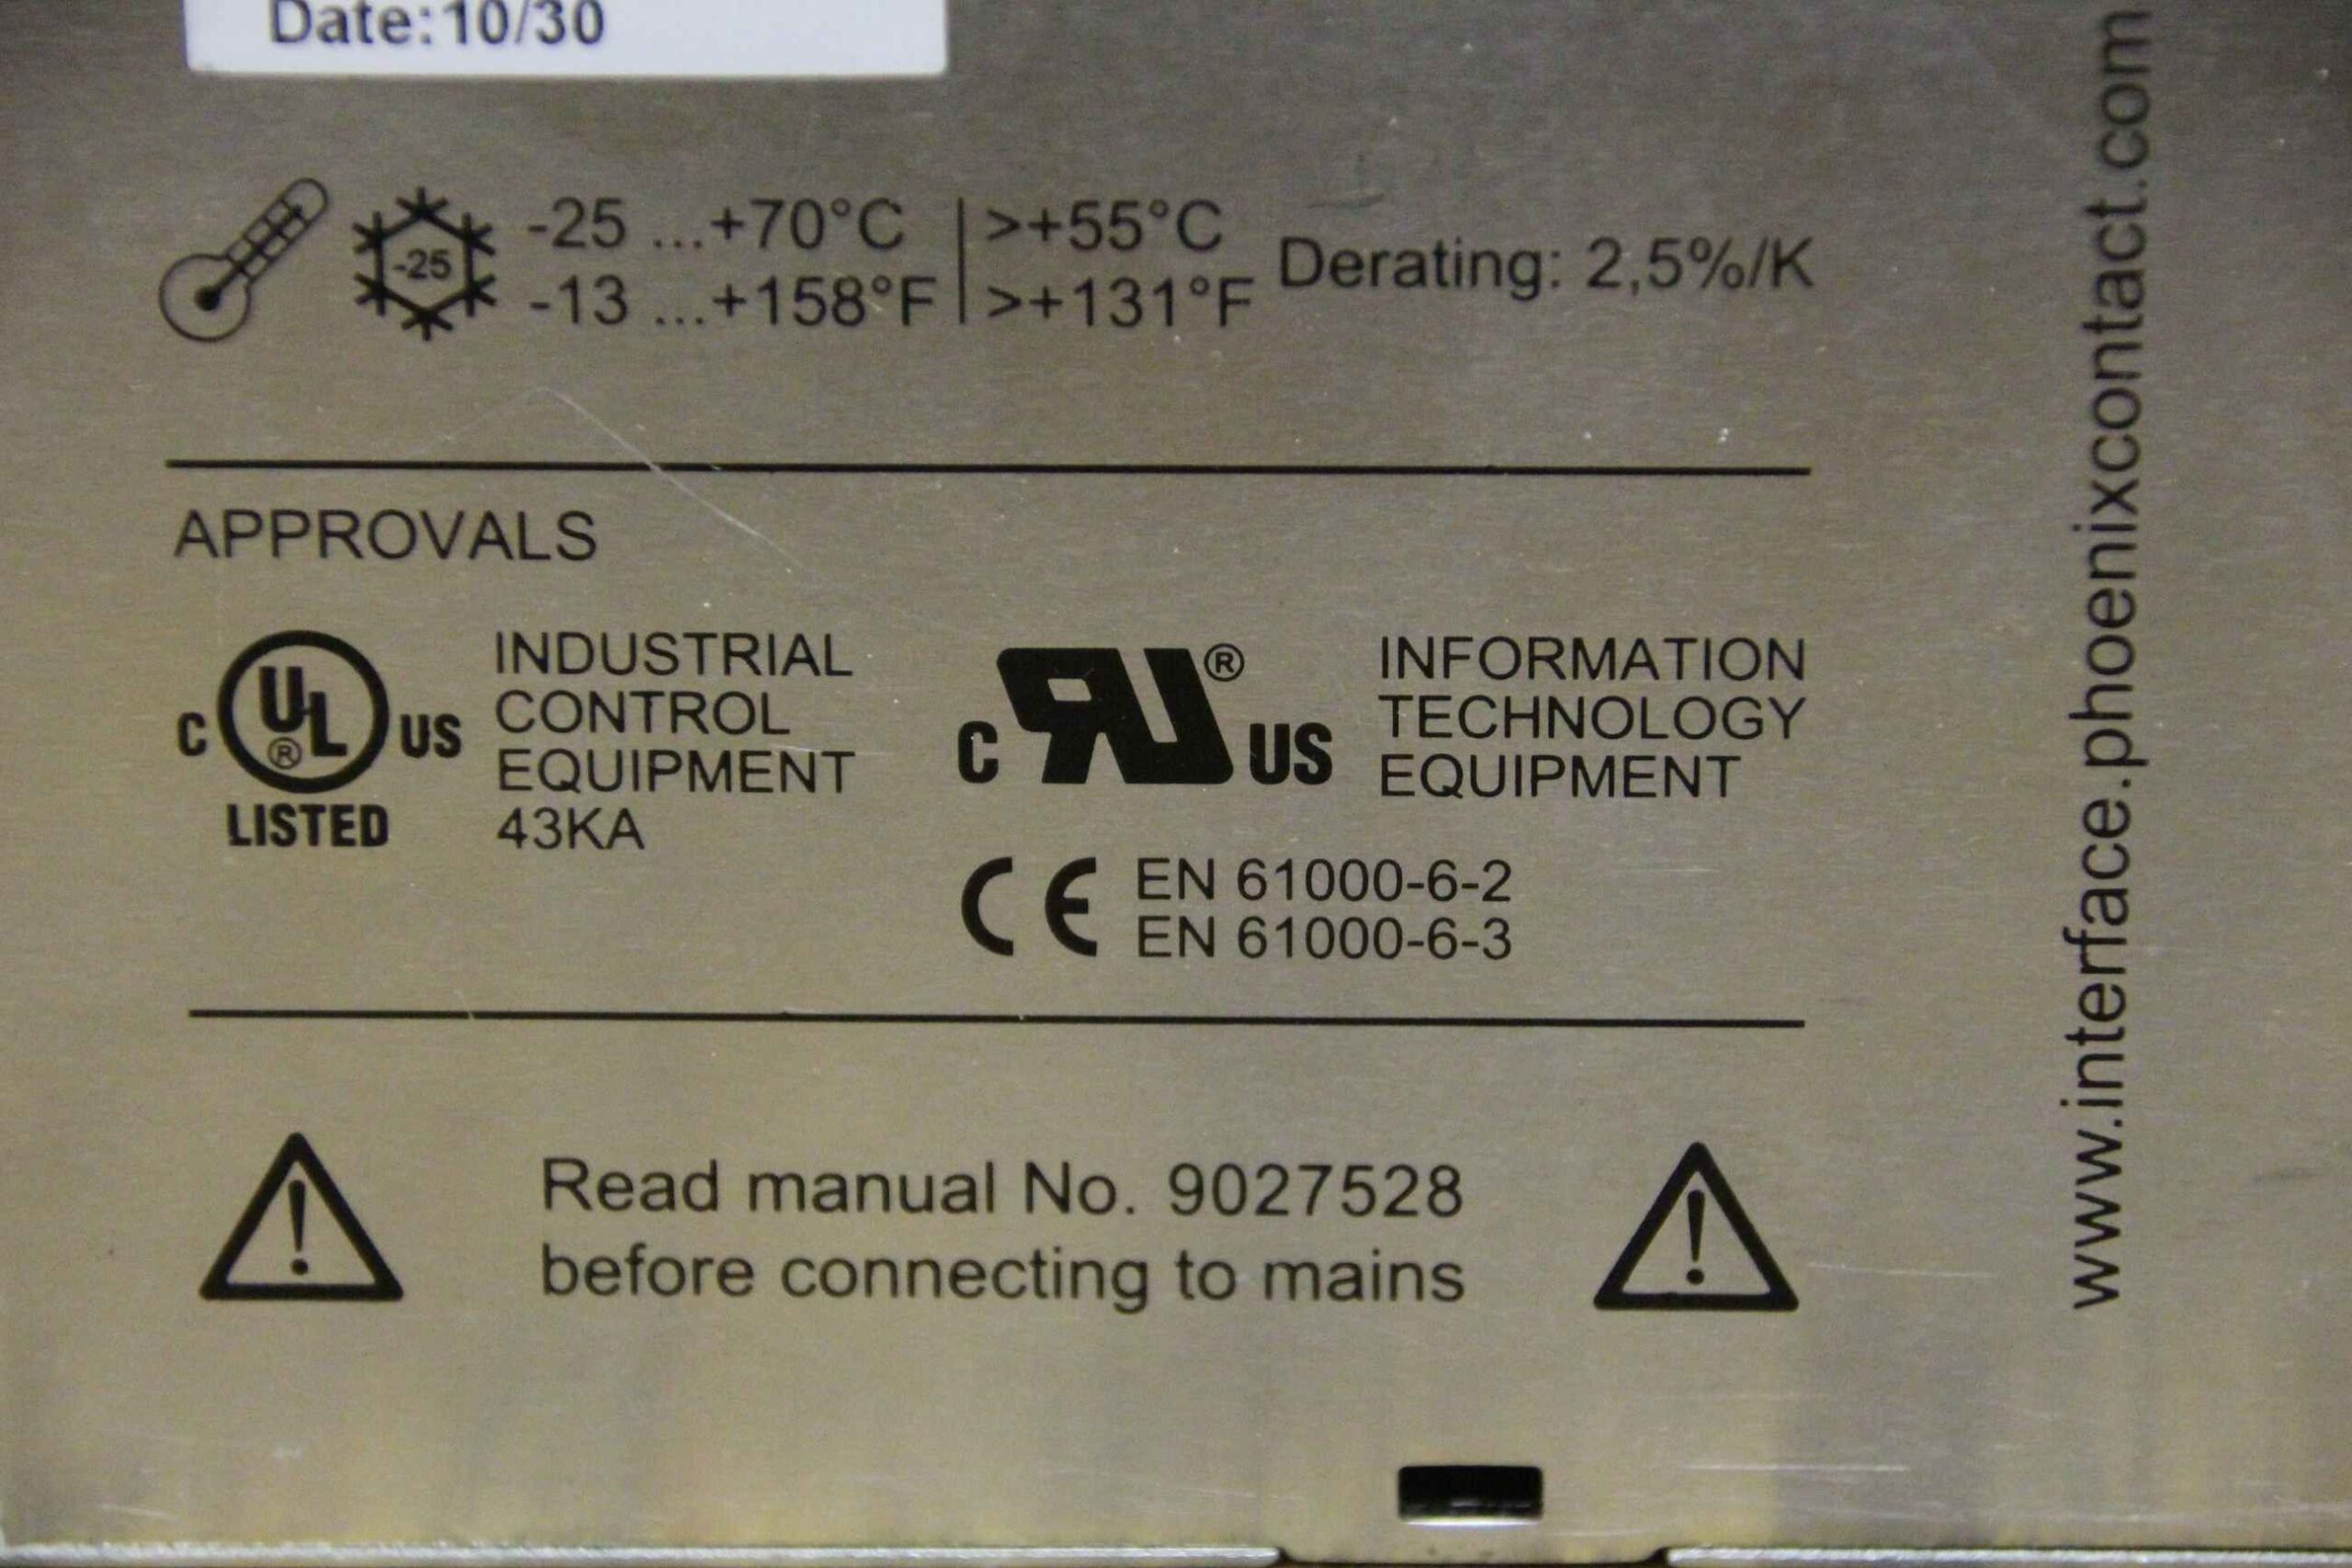 Date: 10/30
-25
-25 ...+70°C | >+55°C
-13 ...+158°F | >+131°F
Derating: 2,5%/K
APPROVALS
C UL ® US
LISTED
INDUSTRIAL
CONTROL
EQUIPMENT
43KA
C RU ® US
INFORMATION
TECHNOLOGY
EQUIPMENT
CE
EN 61000-6-2
EN 61000-6-3
Read manual No. 9027528
before connecting to mains
www.interface.phoenixcontact.com